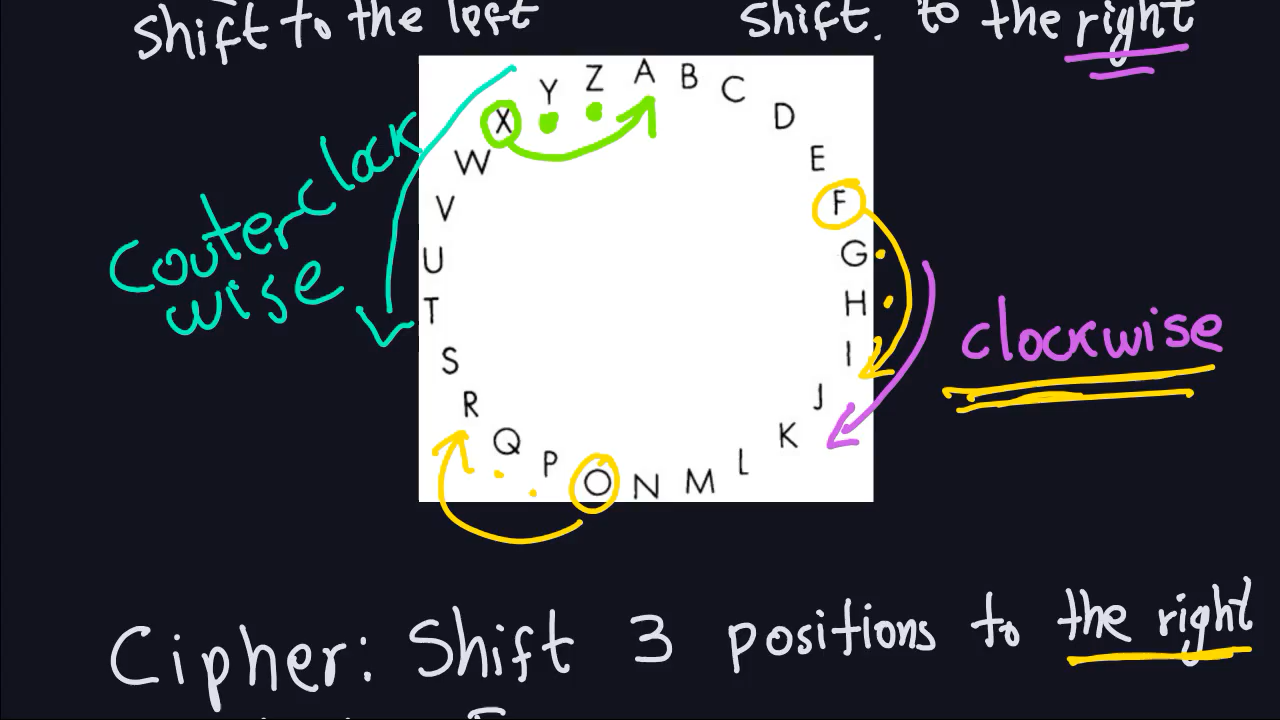 shift to the left
shift. to the right
A B C D E F G H I J K L M N O P Q R S T U V W X Y Z
Couterclock
wise
clockwise
Cipher: Shift 3 positions to the right